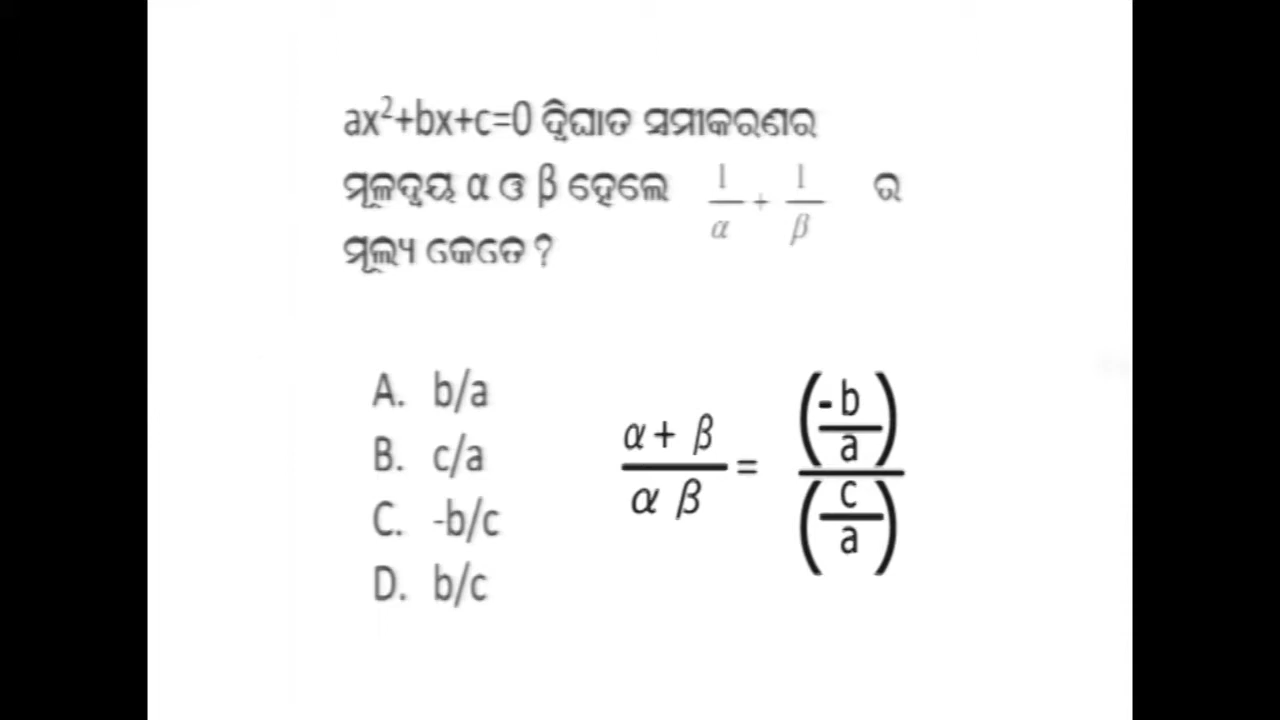 ax²+bx+c=0 ଦ୍ୱିଘାତ ସମୀକରଣର
ମୂଳଦ୍ୱୟ α ଓ β ହେଲେ 1/α + 1/β ର
ମୂଲ୍ୟ କେତେ ?
A. b/a
B. c/a
C. -b/c
D. b/c
(α + β)/(α β) = (-b/a)/(c/a)